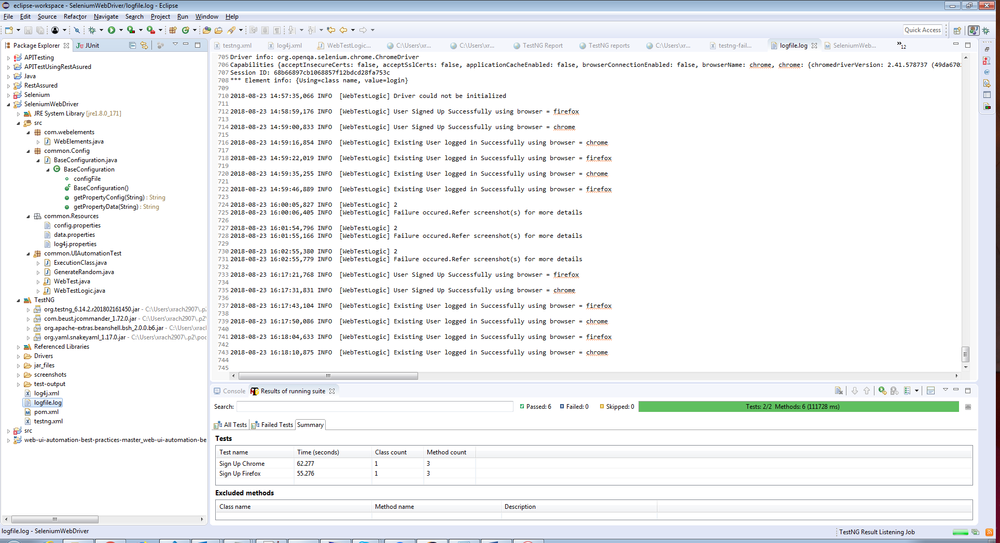 eclipse-workspace - SeleniumWebDriver/logfile.log - Eclipse
File Edit Source Refactor Navigate Search Project Run Window Help
Quick Access
Package Explorer JUnit
testng.xml log4j.xml WebTestLogic... C:\Users\xr... C:\Users\xr... TestNG Report TestNG reports C:\Users\xr... testng-fail... logfile.log SeleniumWeb... »12
APITesting
APITestUsingRestAsured
Java
RestAssured
Selenium
SeleniumWebDriver
JRE System Library [jre1.8.0_171]
src
com.webelements
WebElements.java
common.Config
BaseConfiguration.java
BaseConfiguration
configFile
BaseConfiguration()
getPropertyConfig(String) : String
getPropertyData(String) : String
common.Resources
config.properties
data.properties
log4j.properties
common.UIAutomationTest
ExecutionClass.java
GenerateRandom.java
WebTest.java
WebTestLogic.java
TestNG
org.testng_6.14.2.r201802161450.jar - C:\Users\xrach2907\.p2
com.beust.jcommander_1.72.0.jar - C:\Users\xrach2907\.p2\
org.apache-extras.beanshell.bsh_2.0.0.b6.jar - C:\Users\xrach
org.yaml.snakeyaml_1.17.0.jar - C:\Users\xrach2907\.p2\poo
Referenced Libraries
Drivers
jar_files
screenshots
test-output
log4j.xml
logfile.log
pom.xml
testng.xml
src
web-ui-automation-best-practices-master_web-ui-automation-be
705 Driver info: org.openqa.selenium.chrome.ChromeDriver
706 Capabilities {acceptInsecureCerts: false, acceptSslCerts: false, applicationCacheEnabled: false, browserConnectionEnabled: false, browserName: chrome, chrome: {chromedriverVersion: 2.41.578737 (49da670
707 Session ID: 68b66897cb1068857f12bdcd28fa753c
708 *** Element info: {Using=class name, value=login}
709
710 2018-08-23 14:57:35,066 INFO [WebTestLogic] Driver could not be initialized
711
712 2018-08-23 14:58:59,176 INFO [WebTestLogic] User Signed Up Successfully using browser = firefox
713
714 2018-08-23 14:59:00,833 INFO [WebTestLogic] User Signed Up Successfully using browser = chrome
715
716 2018-08-23 14:59:16,854 INFO [WebTestLogic] Existing User logged in Successfully using browser = chrome
717
718 2018-08-23 14:59:22,019 INFO [WebTestLogic] Existing User logged in Successfully using browser = firefox
719
720 2018-08-23 14:59:35,255 INFO [WebTestLogic] Existing User logged in Successfully using browser = chrome
721
722 2018-08-23 14:59:46,889 INFO [WebTestLogic] Existing User logged in Successfully using browser = firefox
723
724 2018-08-23 16:00:05,827 INFO [WebTestLogic] 2
725 2018-08-23 16:00:06,405 INFO [WebTestLogic] Failure occured.Refer screenshot(s) for more details
726
727 2018-08-23 16:01:54,796 INFO [WebTestLogic] 2
728 2018-08-23 16:01:55,166 INFO [WebTestLogic] Failure occured.Refer screenshot(s) for more details
729
730 2018-08-23 16:02:55,380 INFO [WebTestLogic] 2
731 2018-08-23 16:02:55,779 INFO [WebTestLogic] Failure occured.Refer screenshot(s) for more details
732
733 2018-08-23 16:17:21,768 INFO [WebTestLogic] User Signed Up Successfully using browser = firefox
734
735 2018-08-23 16:17:31,831 INFO [WebTestLogic] User Signed Up Successfully using browser = chrome
736
737 2018-08-23 16:17:43,104 INFO [WebTestLogic] Existing User logged in Successfully using browser = firefox
738
739 2018-08-23 16:17:50,086 INFO [WebTestLogic] Existing User logged in Successfully using browser = chrome
740
741 2018-08-23 16:18:04,633 INFO [WebTestLogic] Existing User logged in Successfully using browser = firefox
742
743 2018-08-23 16:18:10,875 INFO [WebTestLogic] Existing User logged in Successfully using browser = chrome
744
745
Console Results of running suite
Search: Passed: 6 Failed: 0 Skipped: 0 Tests: 2/2 Methods: 6 (111728 ms)
All Tests Failed Tests Summary
Tests
Test name Time (seconds) Class count Method count
Sign Up Chrome 62.277 1 3
Sign Up Firefox 55.276 1 3
Excluded methods
Class name Method name Description
logfile.log - SeleniumWebDriver TestNG Result Listening Job